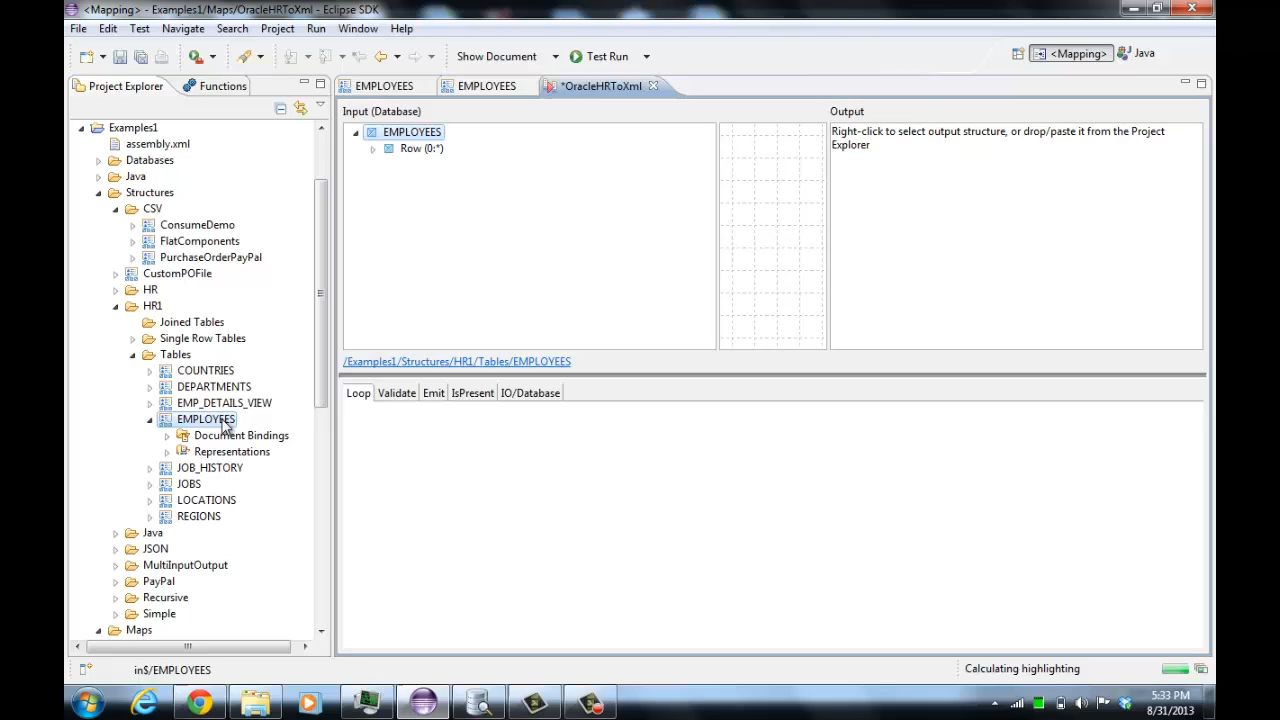 <Mapping> - Examples1/Maps/OracleHRToXml - Eclipse SDK
File Edit Test Navigate Search Project Run Window Help
Show Document Test Run <Mapping> Java
Project Explorer Functions EMPLOYEES EMPLOYEES *OracleHRToXml
Input (Database) Output
Examples1
assembly.xml
Databases
Java
Structures
CSV
ConsumeDemo
FlatComponents
PurchaseOrderPayPal
CustomPOFile
HR
HR1
Joined Tables
Single Row Tables
Tables
COUNTRIES
DEPARTMENTS
EMP_DETAILS_VIEW
EMPLOYEES
Document Bindings
Representations
JOB_HISTORY
JOBS
LOCATIONS
REGIONS
Java
JSON
MultiInputOutput
PayPal
Recursive
Simple
Maps
EMPLOYEES
Row (0:*)
Right-click to select output structure, or drop/paste it from the Project
Explorer
/Examples1/Structures/HR1/Tables/EMPLOYEES
Loop Validate Emit IsPresent IO/Database
in$/EMPLOYEES Calculating highlighting
5:33 PM
8/31/2013